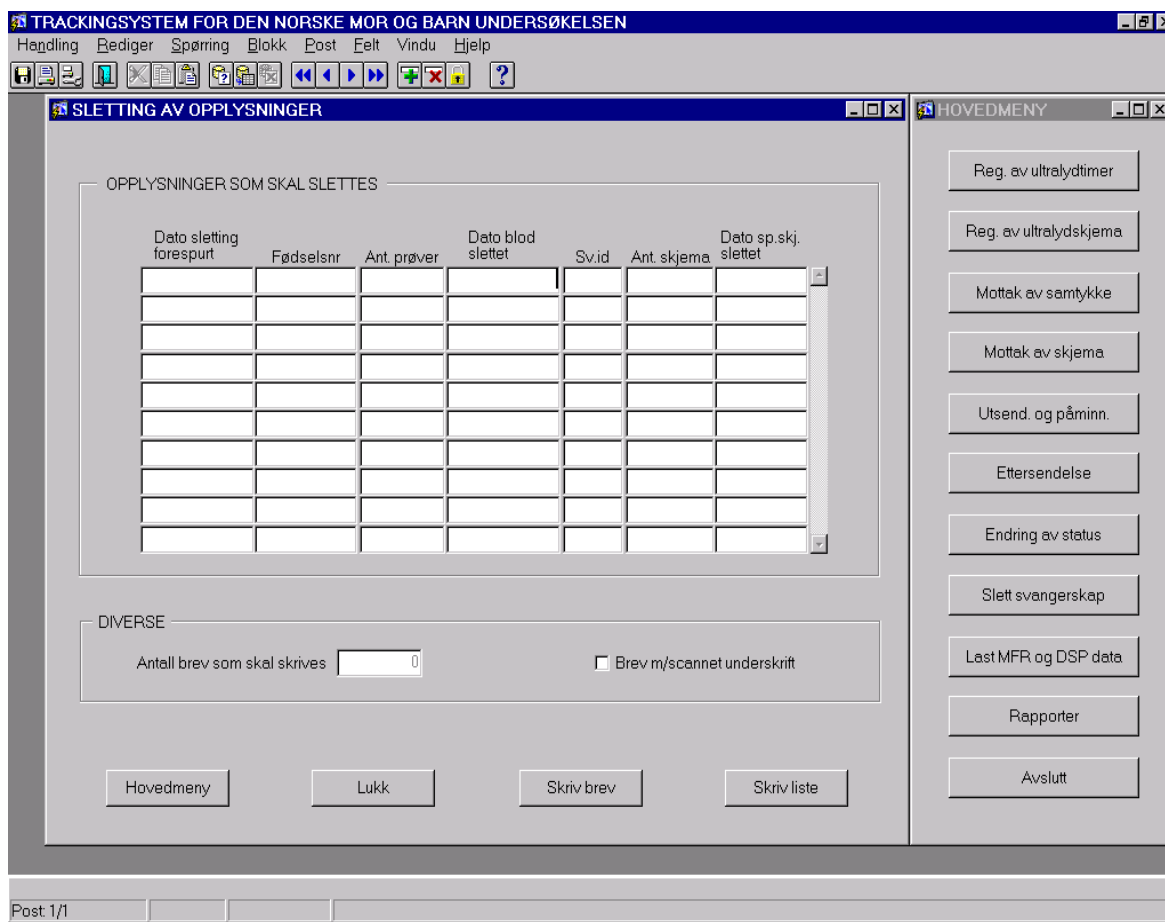 TRACKINGSYSTEM FOR DEN NORSKE MOR OG BARN UNDERSØKELSEN
Handling Rediger Spørring Blokk Post Felt Vindu Hjelp
SLETTING AV OPPLYSNINGER
OPPLYSNINGER SOM SKAL SLETTES
Dato sletting forespurt Fødselsnr Ant. prøver Dato blod slettet Sv.id Ant. skjema Dato sp.skj. slettet
DIVERSE
Antall brev som skal skrives 0 Brev m/scannet underskrift
Hovedmeny Lukk Skriv brev Skriv liste
HOVEDMENY
Reg. av ultralydtimer
Reg. av ultralydskjema
Mottak av samtykke
Mottak av skjema
Utsend. og påminn.
Ettersendelse
Endring av status
Slett svangerskap
Last MFR og DSP data
Rapporter
Avslutt
Post: 1/1